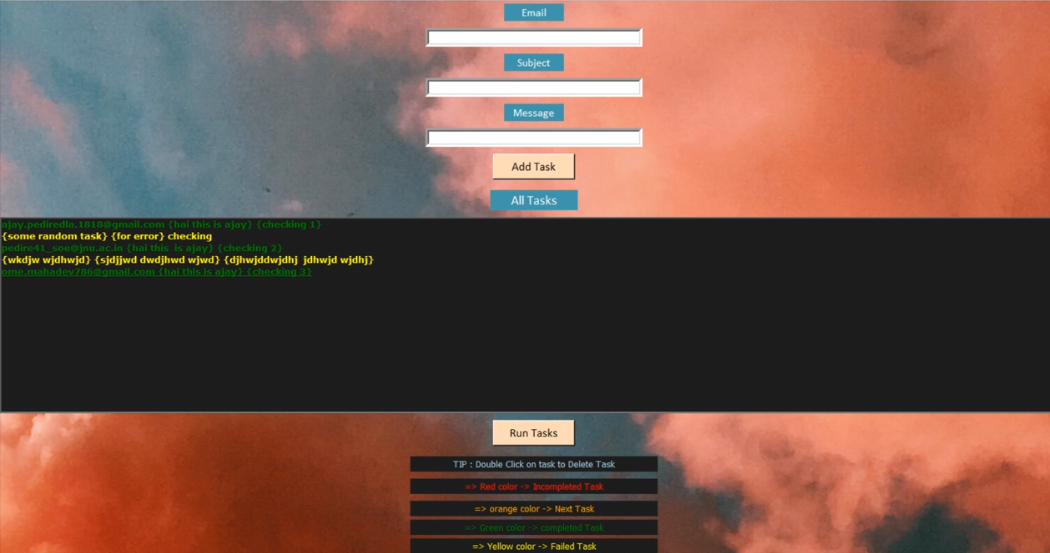 Email
Subject
Message
Add Task
All Tasks
ajay.pediredla.1818@gmail.com {hai this is ajay} {checking 1}
{some random task} {for error} checking
pedire41_soe@jnu.ac.in {hai this  is ajay} {checking 2}
{wkdjw wjdhwjd} {sjdjjwd dwdjhwd wjwd} {djhwjddwjdhj  jdhwjd wjdhj}
ome.mahadev786@gmail.com {hai this is ajay} {checking 3}
Run Tasks
TIP : Double Click on task to Delete Task
=> Red color -> Incompleted Task
=> orange color -> Next Task
=> Green color -> completed Task
=> Yellow color -> Failed Task